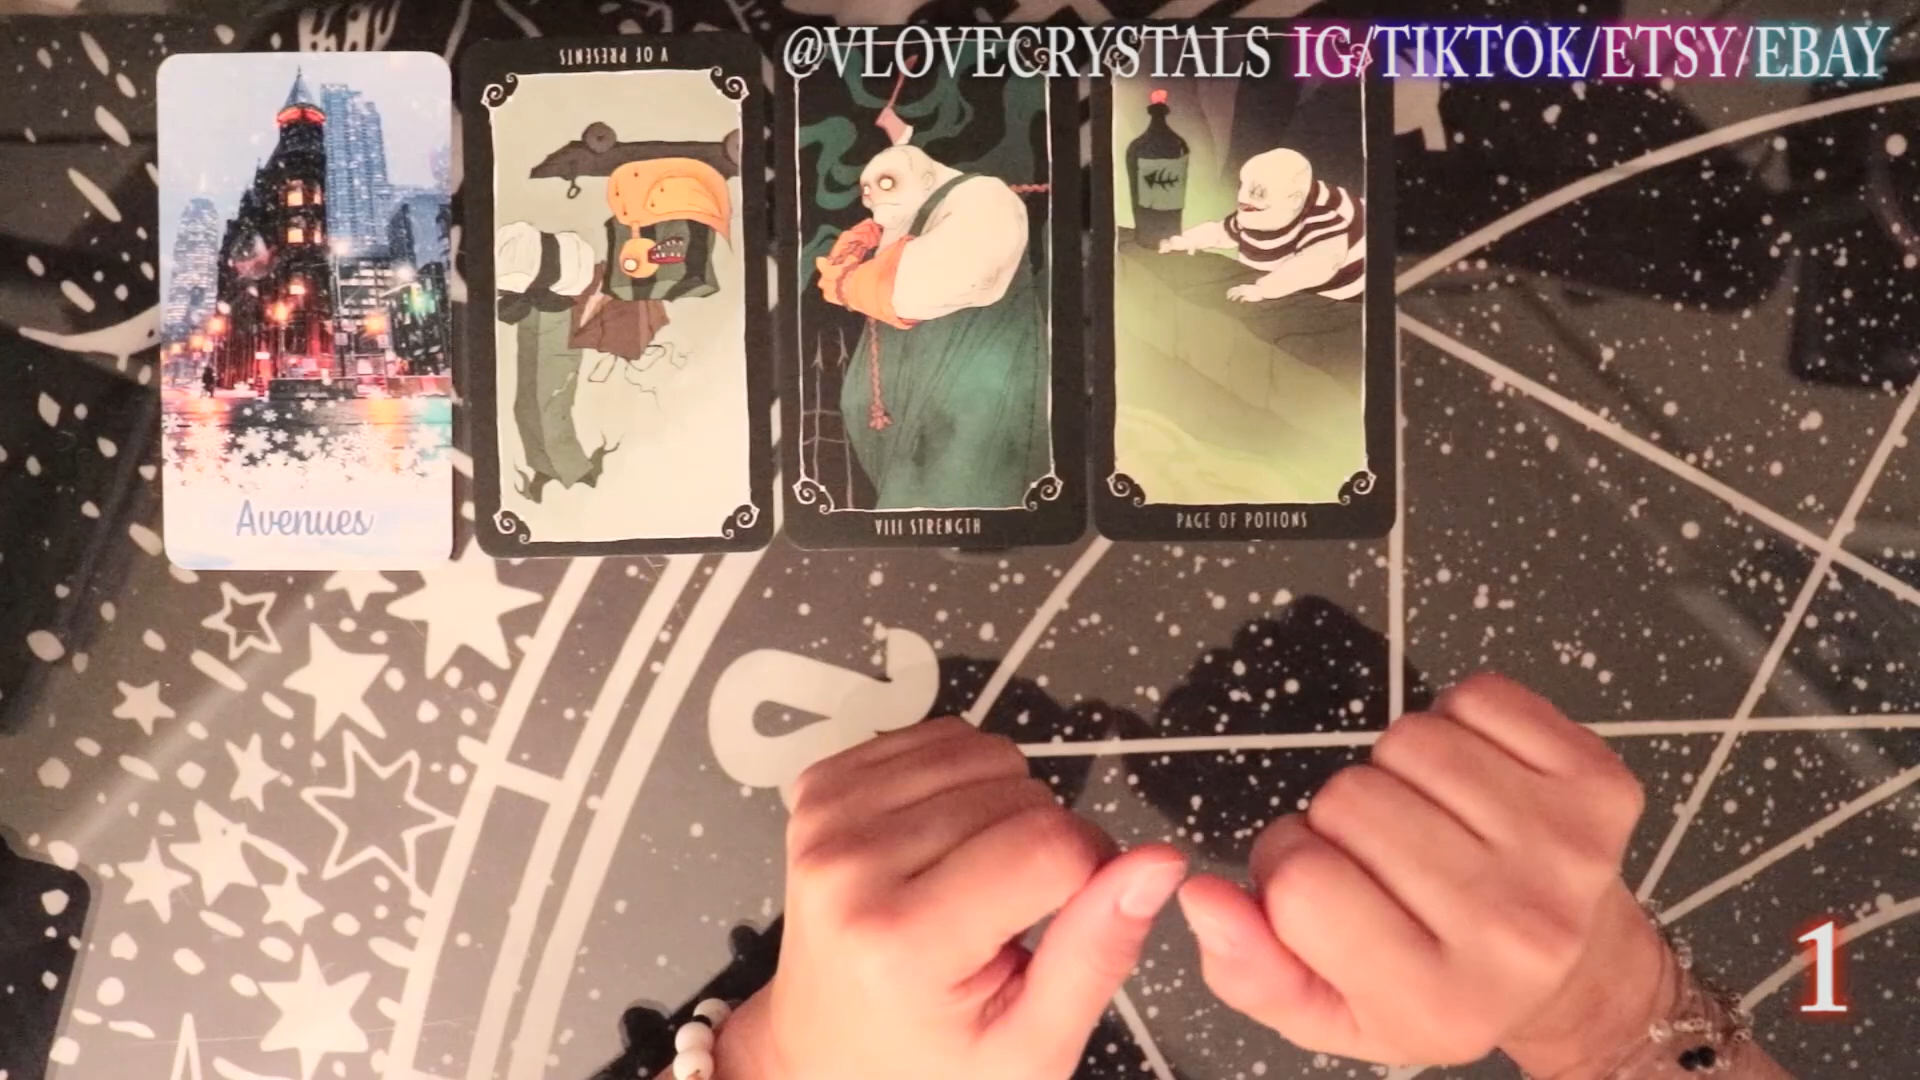 @VLOVECRYSTALS IG/TIKTOK/ETSY/EBAY
V OF PRESENTS
Avenues
VIII STRENGTH
PAGE OF POTIONS
1